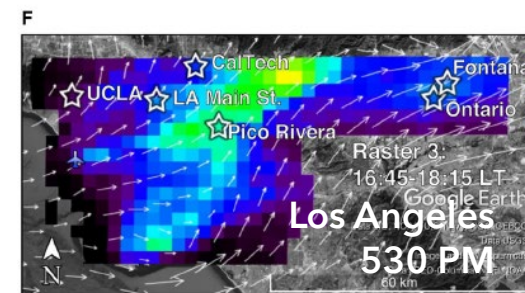 F
CalTech
Fontana
UCLA
LA Main St.
Ontario
Pico Rivera
Raster 3:
16:45-18:15 LT
Google Earth
Los Angeles
530 PM
N
60 km